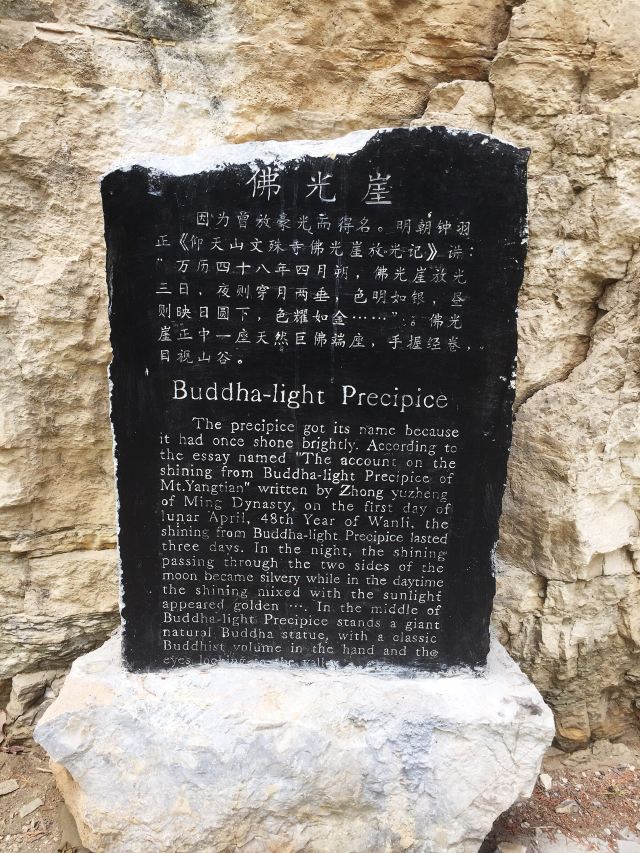 佛光崖
因为曾放豪光而得名。明朝钟羽
正《仰天山文殊寺佛光崖放光记》讲：
"万历四十八年四月朝，佛光崖放光
三日，夜则穿月两垂，色明如银，昼
则映日圆下，色耀如金……"。佛光
崖正中一座天然巨佛端座，手握经卷，
目视山谷。
Buddha-light Precipice
The precipice got its name because
it had once shone brightly. According to
the essay named "The account on the
shining from Buddha-light Precipice of
Mt.Yangtian" written by Zhong yuzheng
of Ming Dynasty, on the first day of
lunar April, 48th Year of Wanli, the
shining from Buddha-light Precipice lasted
three days. In the night, the shining
passing through the two sides of the
moon became silvery while in the daytime
the shining mixed with the sunlight
appeared golden …. In the middle of
Buddha-light Precipice stands a giant
natural Buddha statue, with a classic
Buddhist volume in the hand and the
eyes looking to the valley